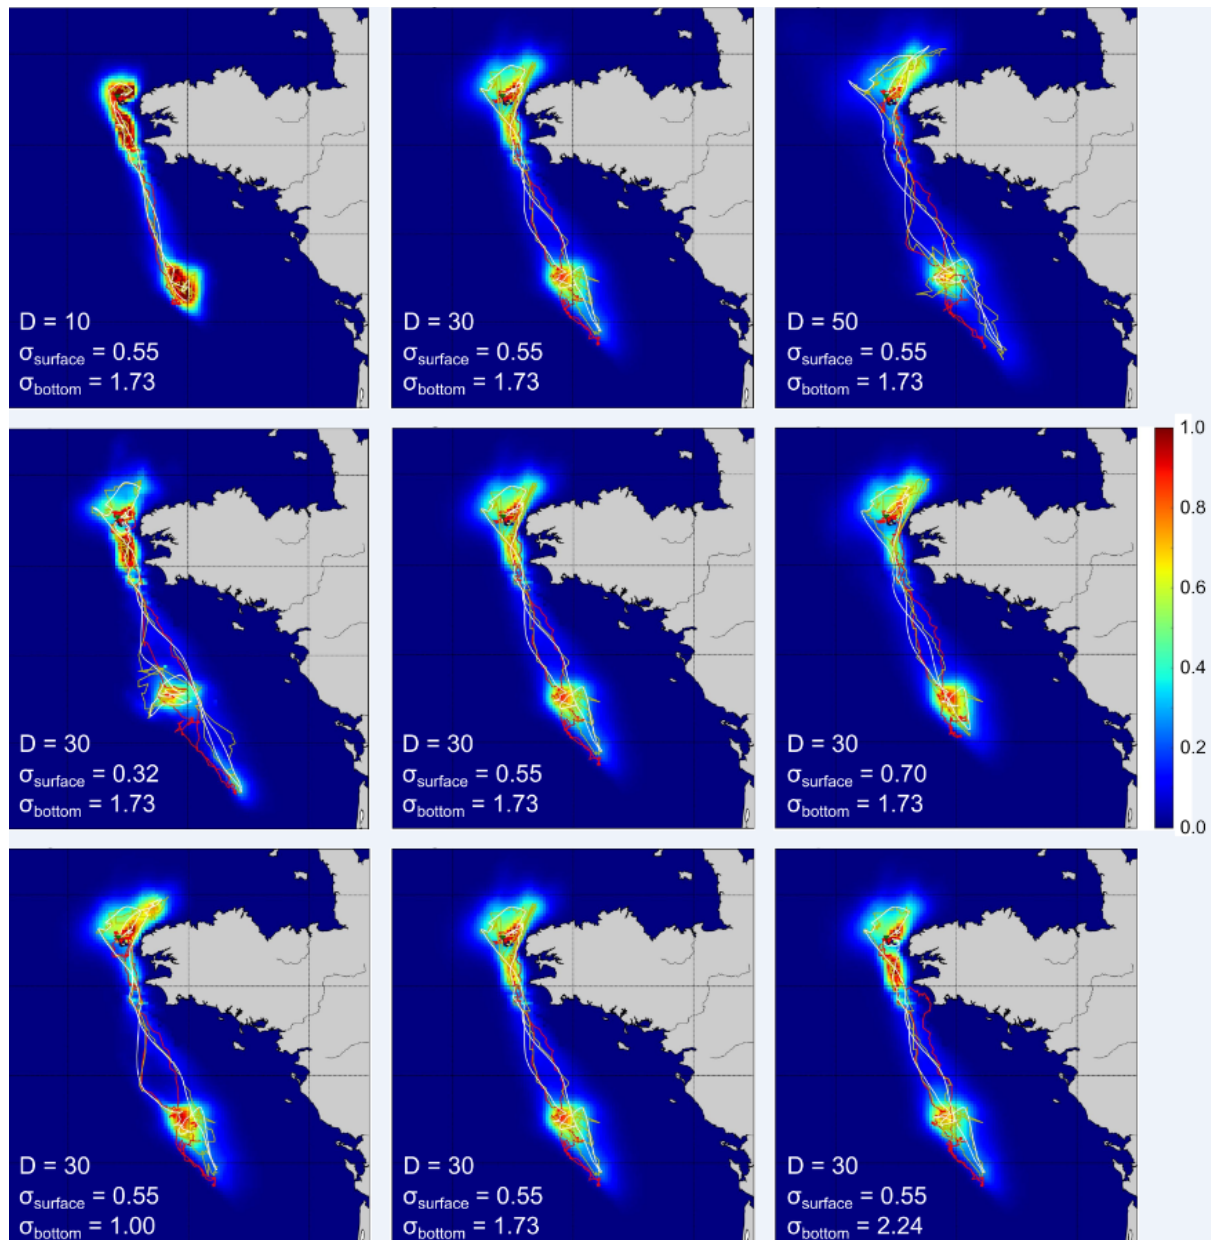 D = 10
σsurface = 0.55
σbottom = 1.73
D = 30
σsurface = 0.55
σbottom = 1.73
D = 50
σsurface = 0.55
σbottom = 1.73
D = 30
σsurface = 0.32
σbottom = 1.73
D = 30
σsurface = 0.55
σbottom = 1.73
D = 30
σsurface = 0.70
σbottom = 1.73
1.0
0.8
0.6
0.4
0.2
0.0
D = 30
σsurface = 0.55
σbottom = 1.00
D = 30
σsurface = 0.55
σbottom = 1.73
D = 30
σsurface = 0.55
σbottom = 2.24